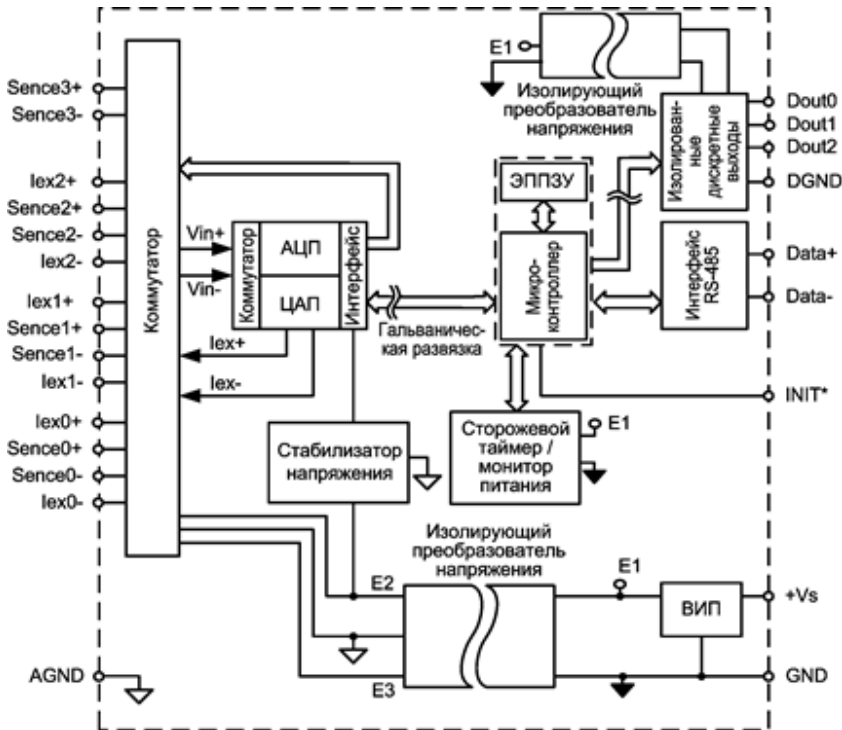 E1
Изолирующий
преобразователь
напряжения
Sence3+
Sence3-
Iex2+
Sence2+
Sence2-
Iex2-
Iex1+
Sence1+
Sence1-
Iex1-
Iex0+
Sence0+
Sence0-
Iex0-
AGND
Коммутатор
Vin+
Vin-
Iex+
Iex-
Коммутатор
АЦП
ЦАП
Интерфейс
Гальваничес-
кая развязка
ЭППЗУ
Микро-
контроллер
Изолирован-
ные
дискретные
выходы
Dout0
Dout1
Dout2
DGND
Интерфейс
RS-485
Data+
Data-
INIT*
Стабилизатор
напряжения
Сторожевой
таймер /
монитор
питания
E1
Изолирующий
преобразователь
напряжения
E2
E3
E1
ВИП
+Vs
GND